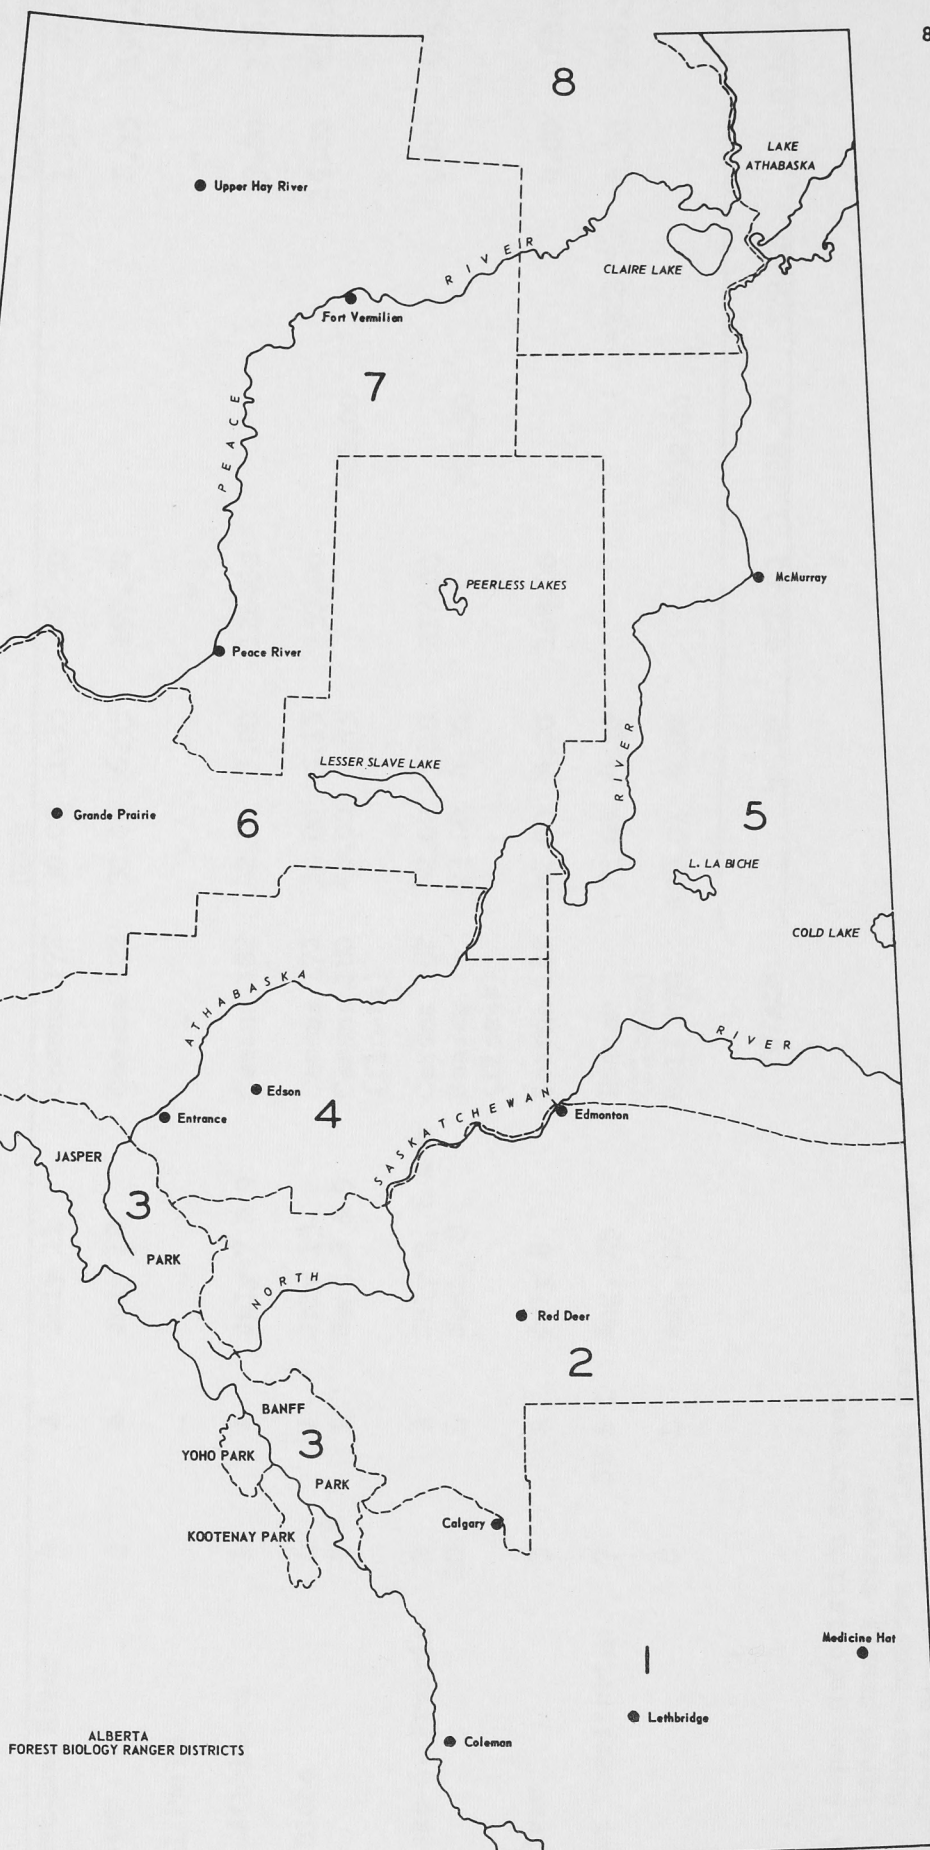 8
8
LAKE
ATHABASKA
Upper Hay River
RIVER
CLAIRE LAKE
Fort Vermilion
7
PEACE
PEERLESS LAKES
McMurray
Peace River
RIVER
LESSER SLAVE LAKE
Grande Prairie
6
5
L. LA BICHE
COLD LAKE
ATHABASKA
RIVER
Edson
4
Entrance
SASKATCHEWAN
Edmonton
JASPER
3
PARK
NORTH
Red Deer
2
BANFF
3
YOHO PARK
PARK
Calgary
KOOTENAY PARK
Medicine Hat
1
Lethbridge
Coleman
ALBERTA
FOREST BIOLOGY RANGER DISTRICTS